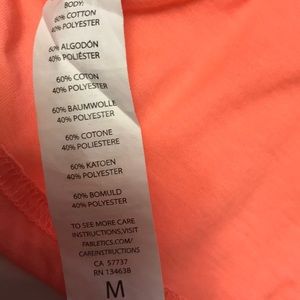 BODY:
60% COTTON
40% POLYESTER
60% ALGODÓN
40% POLIÉSTER
60% COTON
40% POLYESTER
60% BAUMWOLLE
40% POLYESTER
60% COTONE
40% POLIESTERE
60% KATOEN
40% POLYESTER
60% BOMULD
40% POLYESTER
TO SEE MORE CARE
INSTRUCTIONS,VISIT
FABLETICS.COM/
CAREINSTRUCTIONS
CA 57737
RN 134638
M